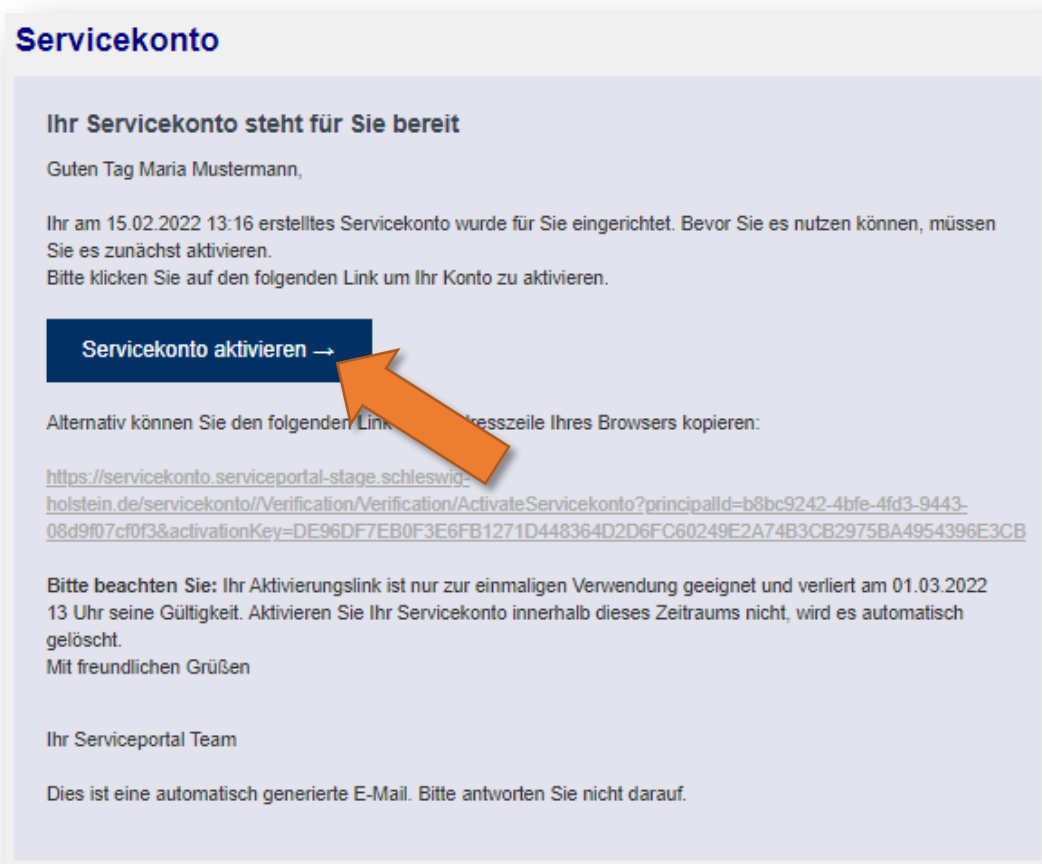 Servicekonto
Ihr Servicekonto steht für Sie bereit
Guten Tag Maria Mustermann,
Ihr am 15.02.2022 13:16 erstelltes Servicekonto wurde für Sie eingerichtet. Bevor Sie es nutzen können, müssen
Sie es zunächst aktivieren.
Bitte klicken Sie auf den folgenden Link um Ihr Konto zu aktivieren.
Servicekonto aktivieren →
Alternativ können Sie den folgenden Link resszeile Ihres Browsers kopieren:
https://servicekonto.serviceportal-stage.schleswig-
holstein.de/servicekonto//Verification/Verification/ActivateServicekonto?principalId=b8bc9242-4bfe-4fd3-9443-
08d9f07cf0f3&activationKey=DE96DF7EB0F3E6FB1271D448364D2D6FC60249E2A74B3CB2975BA4954396E3CB
Bitte beachten Sie: Ihr Aktivierungslink ist nur zur einmaligen Verwendung geeignet und verliert am 01.03.2022
13 Uhr seine Gültigkeit. Aktivieren Sie Ihr Servicekonto innerhalb dieses Zeitraums nicht, wird es automatisch
gelöscht.
Mit freundlichen Grüßen
Ihr Serviceportal Team
Dies ist eine automatisch generierte E-Mail. Bitte antworten Sie nicht darauf.